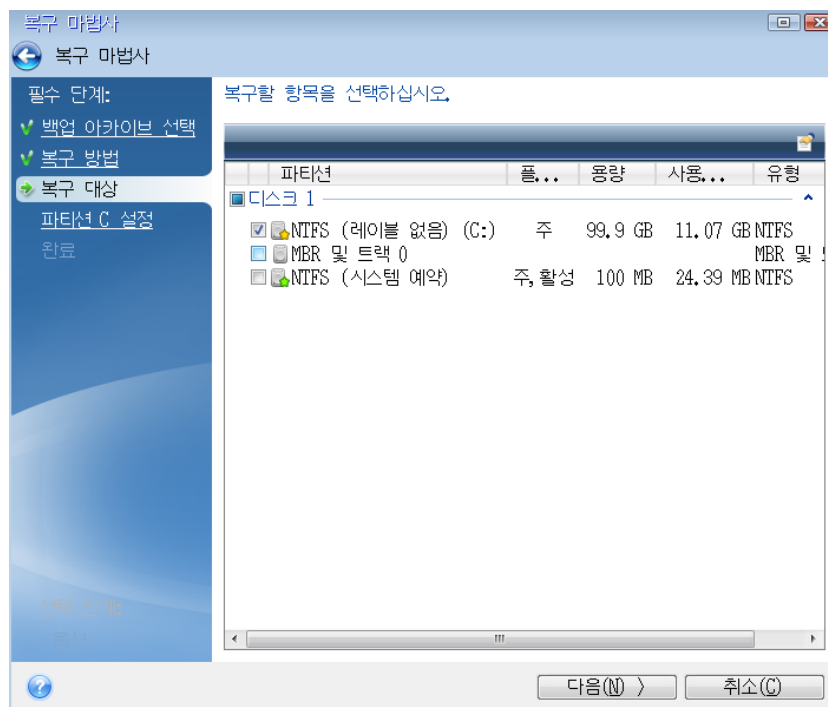 복구 마법사
복구 마법사
필수 단계:
백업 아카이브 선택
복구 방법
복구 대상
파티션 C 설정
완료
복구할 항목을 선택하십시오.
파티션 플... 용량 사용... 유형
디스크 1
NTFS (레이블 없음) (C:) 주 99.9 GB 11.07 GB NTFS
MBR 및 트랙 0 MBR 및
NTFS (시스템 예약) 주,활성 100 MB 24.39 MB NTFS
다음(N) > 취소(C)